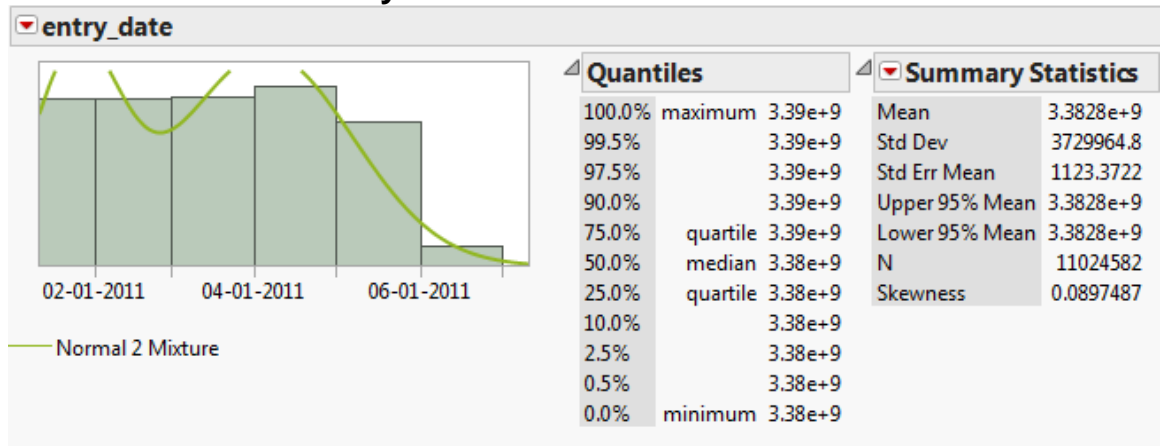 entry_date
02-01-2011 04-01-2011 06-01-2011
Normal 2 Mixture
Quantiles
100.0% maximum 3.39e+9
99.5% 3.39e+9
97.5% 3.39e+9
90.0% 3.39e+9
75.0% quartile 3.39e+9
50.0% median 3.38e+9
25.0% quartile 3.38e+9
10.0% 3.38e+9
2.5% 3.38e+9
0.5% 3.38e+9
0.0% minimum 3.38e+9
Summary Statistics
Mean 3.3828e+9
Std Dev 3729964.8
Std Err Mean 1123.3722
Upper 95% Mean 3.3828e+9
Lower 95% Mean 3.3828e+9
N 11024582
Skewness 0.0897487